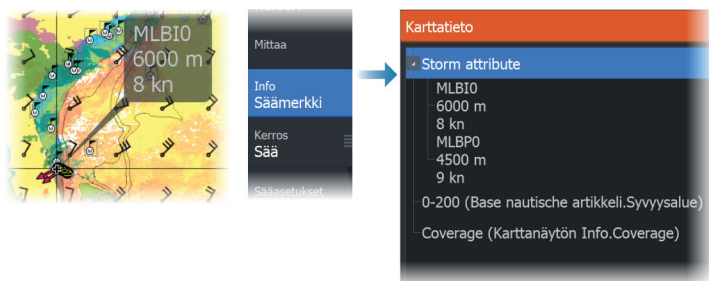 MLBI0
6000 m
8 kn
Mittaa
Info
Säämerkki
Kerros
Sää
Sääasetukset
Karttatieto
Storm attribute
MLBI0
6000 m
8 kn
MLBP0
4500 m
9 kn
0-200 (Base nautische artikkeli.Syvyysalue)
Coverage (Karttanäytön Info.Coverage)